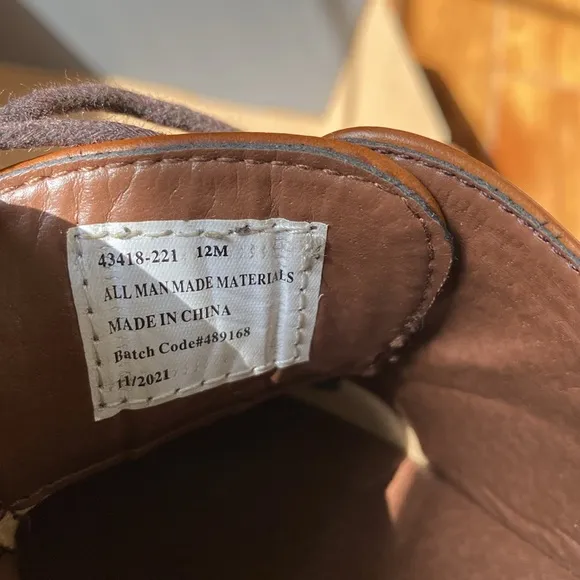 43418-221 12M
ALL MAN MADE MATERIALS
MADE IN CHINA
Batch Code#489168
11/2021